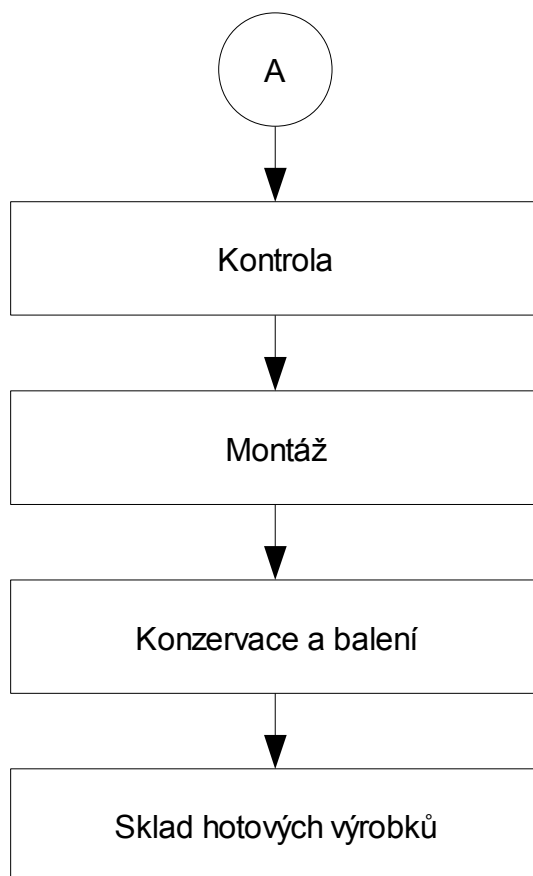 A
Kontrola
Montáž
Konzervace a balení
Sklad hotových výrobků